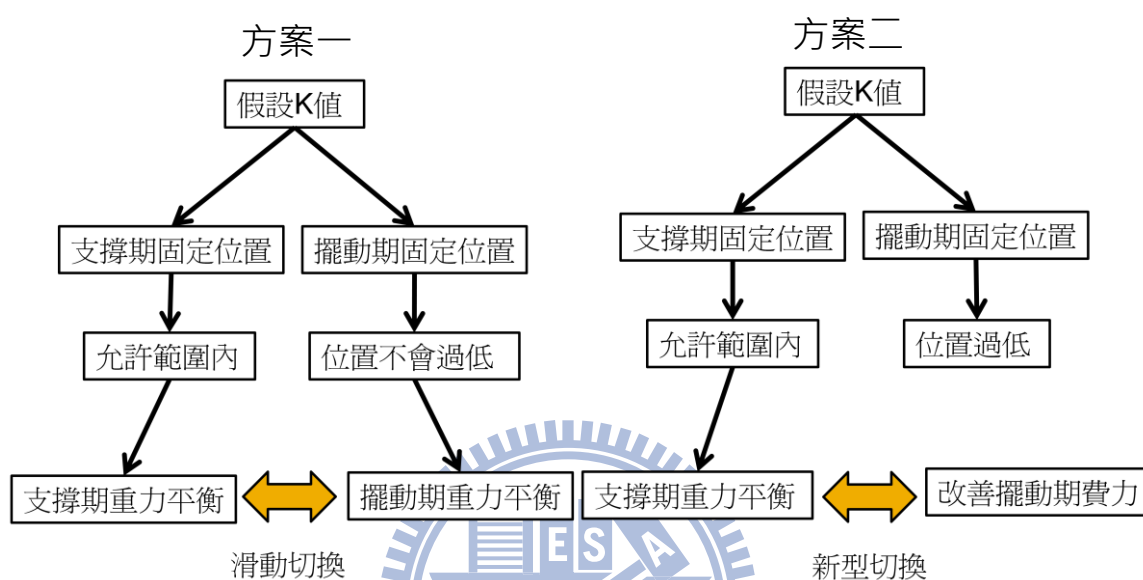 方案一
假設K值
支撐期固定位置
擺動期固定位置
允許範圍內
位置不會過低
支撐期重力平衡
擺動期重力平衡
滑動切換
方案二
假設K值
支撐期固定位置
擺動期固定位置
允許範圍內
位置過低
支撐期重力平衡
改善擺動期費力
新型切換
ESA